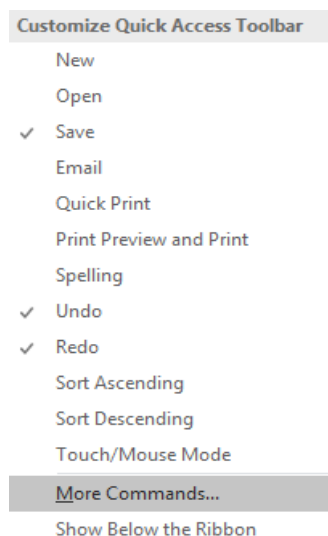 Customize Quick Access Toolbar
New
Open
Save
Email
Quick Print
Print Preview and Print
Spelling
Undo
Redo
Sort Ascending
Sort Descending
Touch/Mouse Mode
More Commands...
Show Below the Ribbon